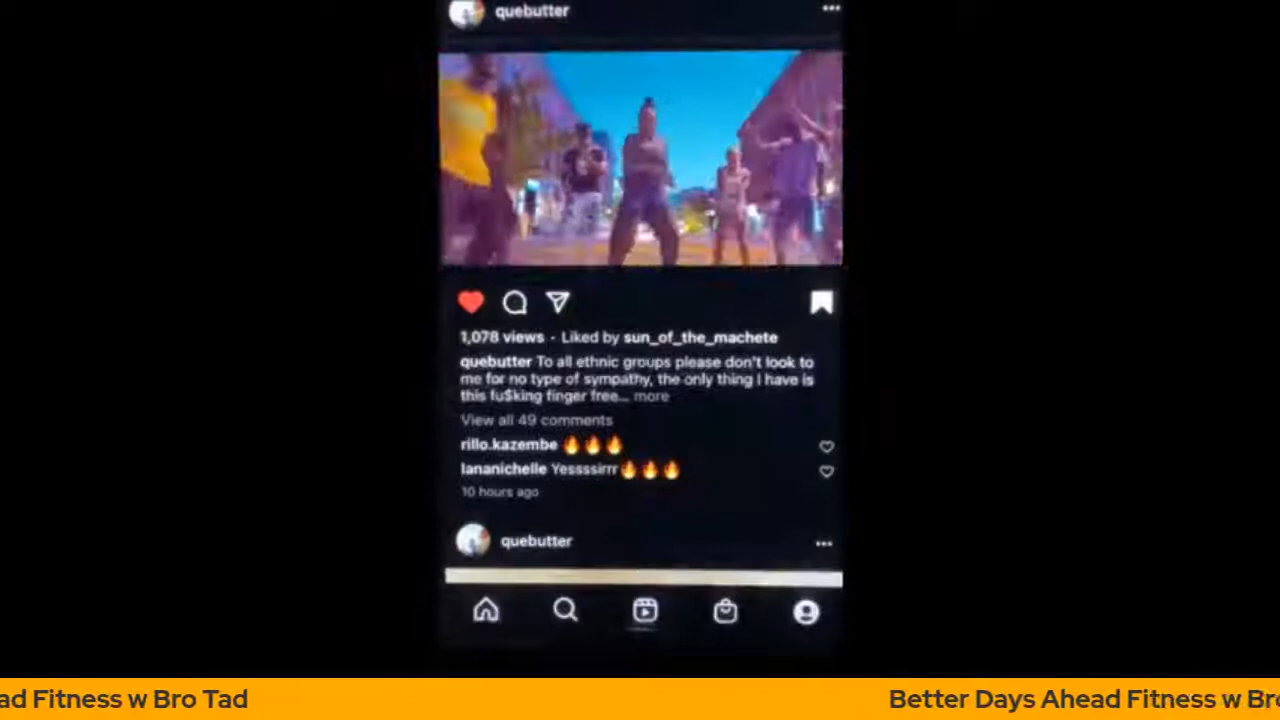 quebutter
1,078 views · Liked by sun_of_the_machete
quebutter To all ethnic groups please don't look to
me for no type of sympathy, the only thing I have is
this fu$king finger free... more
View all 49 comments
rillo.kazembe 🔥🔥🔥
lananichelle Yessssirrr🔥🔥🔥
10 hours ago
quebutter
ad Fitness w Bro Tad
Better Days Ahead Fitness w Bro